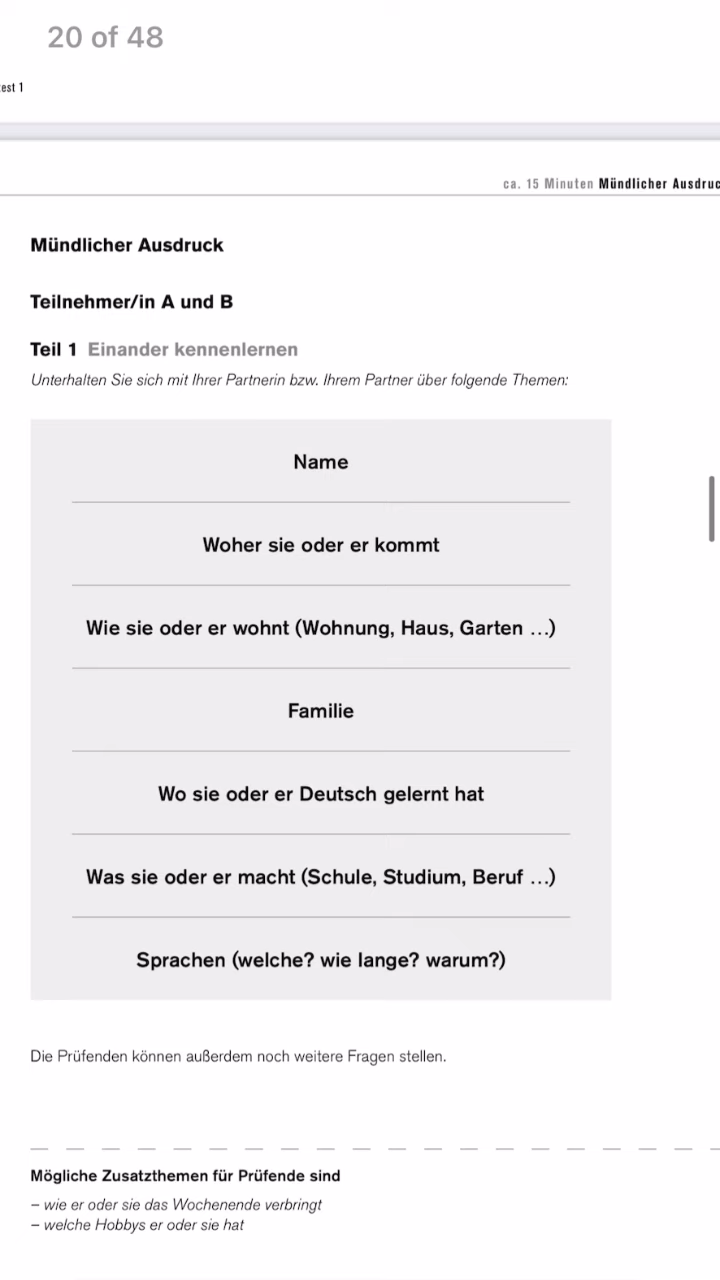 20 of 48
est 1
ca. 15 Minuten Mündlicher Ausdruc
Mündlicher Ausdruck
Teilnehmer/in A und B
Teil 1 Einander kennenlernen
Unterhalten Sie sich mit Ihrer Partnerin bzw. Ihrem Partner über folgende Themen:
Name
Woher sie oder er kommt
Wie sie oder er wohnt (Wohnung, Haus, Garten ...)
Familie
Wo sie oder er Deutsch gelernt hat
Was sie oder er macht (Schule, Studium, Beruf ...)
Sprachen (welche? wie lange? warum?)
Die Prüfenden können außerdem noch weitere Fragen stellen.
Mögliche Zusatzthemen für Prüfende sind
– wie er oder sie das Wochenende verbringt
– welche Hobbys er oder sie hat